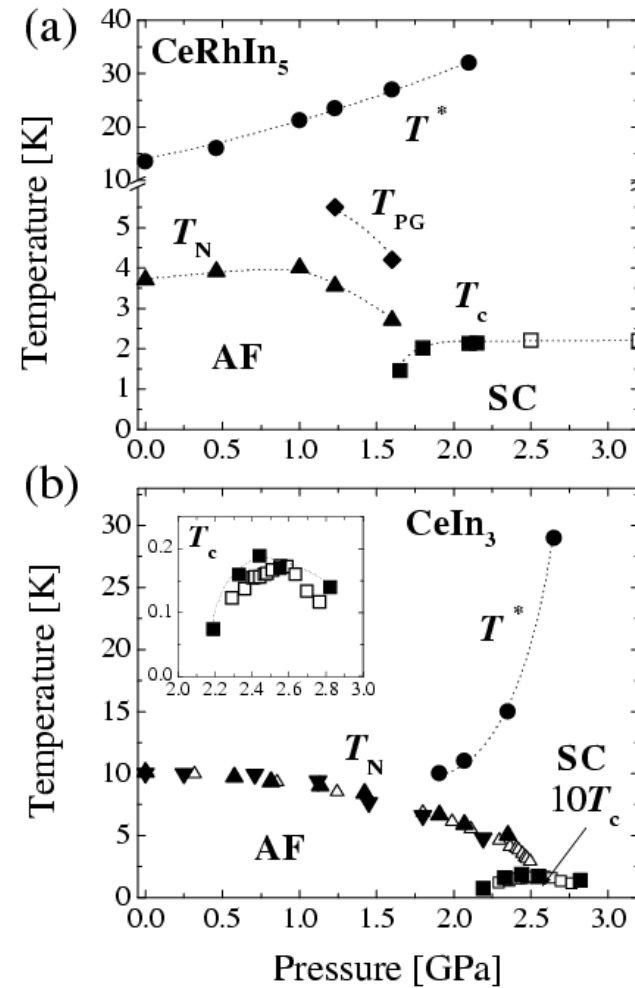 (a)
CeRhIn5
40
30
20
10
T*
5
4
3
2
1
0
TN
TPG
Tc
AF
SC
Temperature [K]
0.0 0.5 1.0 1.5 2.0 2.5 3.0
(b)
CeIn3
30
25
20
15
10
5
0
Tc
0.2
0.1
0.0
2.0 2.2 2.4 2.6 2.8 3.0
T*
TN
SC
10Tc
AF
Temperature [K]
0.0 0.5 1.0 1.5 2.0 2.5 3.0
Pressure [GPa]